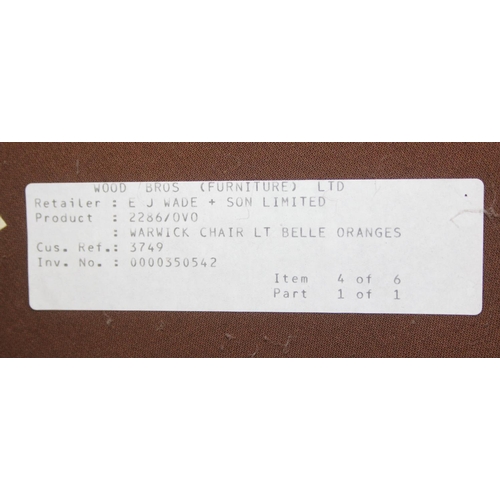 WOOD BROS (FURNITURE) LTD
Retailer : E J WADE + SON LIMITED
Product : 2286/OVO
: WARWICK CHAIR LT BELLE ORANGES
Cus. Ref.: 3749
Inv. No. : 0000350542
Item 4 of 6
Part 1 of 1